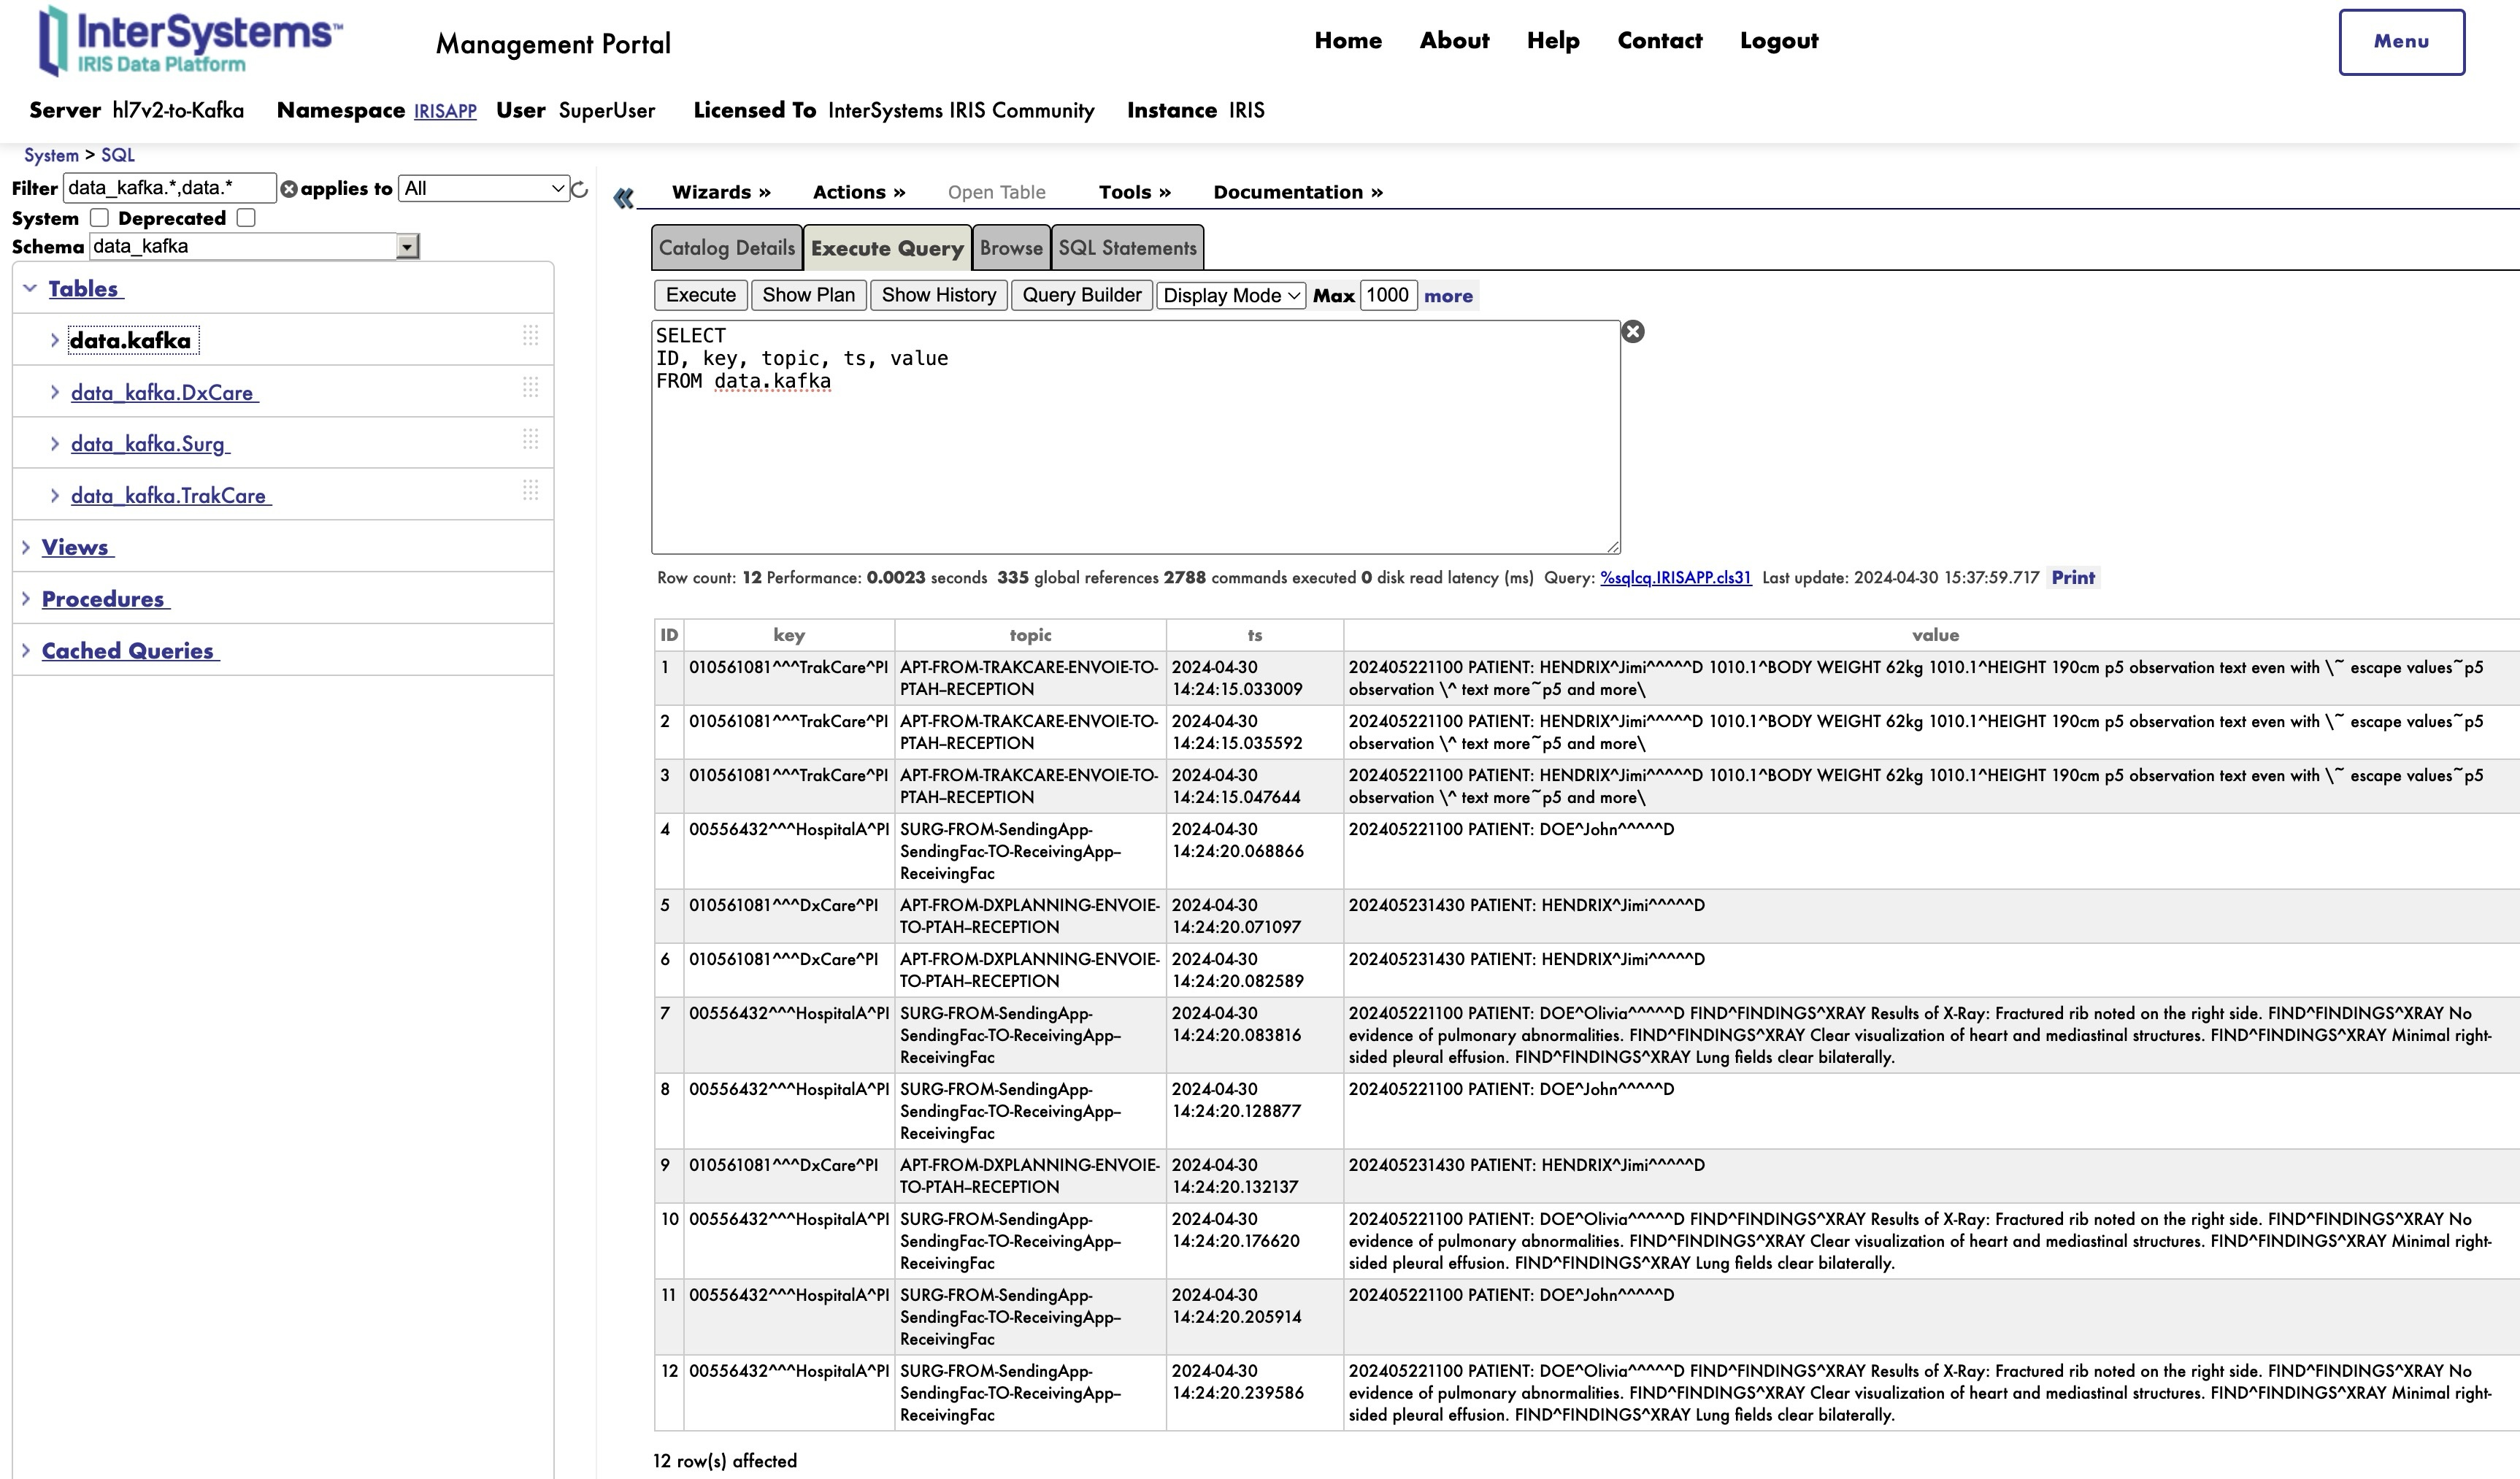 InterSystems™
IRIS Data Platform
Management Portal
Home About Help Contact Logout
Menu
Server hl7v2-to-Kafka Namespace IRISAPP User SuperUser Licensed To InterSystems IRIS Community Instance IRIS
System > SQL
Filter data_kafka.*,data.* applies to All
System Deprecated
Schema data_kafka
Tables
data.kafka
data_kafka.DxCare
data_kafka.Surg
data_kafka.TrakCare
Views
Procedures
Cached Queries
Wizards » Actions » Open Table Tools » Documentation »
Catalog Details Execute Query Browse SQL Statements
Execute Show Plan Show History Query Builder Display Mode Max 1000 more
SELECT
ID, key, topic, ts, value
FROM data.kafka
Row count: 12 Performance: 0.0023 seconds 335 global references 2788 commands executed 0 disk read latency (ms) Query: %sqlcq.IRISAPP.cls31 Last update: 2024-04-30 15:37:59.717 Print
ID key topic ts value
1 010561081^^^TrakCare^PI APT-FROM-TRAKCARE-ENVOIE-TO- 2024-04-30 202405221100 PATIENT: HENDRIX^Jimi^^^^^D 1010.1^BODY WEIGHT 62kg 1010.1^HEIGHT 190cm p5 observation text even with \~ escape values~p5
PTAH–RECEPTION 14:24:15.033009 observation \^ text more~p5 and more\
2 010561081^^^TrakCare^PI APT-FROM-TRAKCARE-ENVOIE-TO- 2024-04-30 202405221100 PATIENT: HENDRIX^Jimi^^^^^D 1010.1^BODY WEIGHT 62kg 1010.1^HEIGHT 190cm p5 observation text even with \~ escape values~p5
PTAH–RECEPTION 14:24:15.035592 observation \^ text more~p5 and more\
3 010561081^^^TrakCare^PI APT-FROM-TRAKCARE-ENVOIE-TO- 2024-04-30 202405221100 PATIENT: HENDRIX^Jimi^^^^^D 1010.1^BODY WEIGHT 62kg 1010.1^HEIGHT 190cm p5 observation text even with \~ escape values~p5
PTAH–RECEPTION 14:24:15.047644 observation \^ text more~p5 and more\
4 00556432^^^HospitalA^PI SURG-FROM-SendingApp- 2024-04-30 202405221100 PATIENT: DOE^John^^^^^D
SendingFac-TO-ReceivingApp– 14:24:20.068866
ReceivingFac
5 010561081^^^DxCare^PI APT-FROM-DXPLANNING-ENVOIE- 2024-04-30 202405231430 PATIENT: HENDRIX^Jimi^^^^^D
TO-PTAH–RECEPTION 14:24:20.071097
6 010561081^^^DxCare^PI APT-FROM-DXPLANNING-ENVOIE- 2024-04-30 202405231430 PATIENT: HENDRIX^Jimi^^^^^D
TO-PTAH–RECEPTION 14:24:20.082589
7 00556432^^^HospitalA^PI SURG-FROM-SendingApp- 2024-04-30 202405221100 PATIENT: DOE^Olivia^^^^^D FIND^FINDINGS^XRAY Results of X-Ray: Fractured rib noted on the right side. FIND^FINDINGS^XRAY No
SendingFac-TO-ReceivingApp– 14:24:20.083816 evidence of pulmonary abnormalities. FIND^FINDINGS^XRAY Clear visualization of heart and mediastinal structures. FIND^FINDINGS^XRAY Minimal right-
ReceivingFac sided pleural effusion. FIND^FINDINGS^XRAY Lung fields clear bilaterally.
8 00556432^^^HospitalA^PI SURG-FROM-SendingApp- 2024-04-30 202405221100 PATIENT: DOE^John^^^^^D
SendingFac-TO-ReceivingApp– 14:24:20.128877
ReceivingFac
9 010561081^^^DxCare^PI APT-FROM-DXPLANNING-ENVOIE- 2024-04-30 202405231430 PATIENT: HENDRIX^Jimi^^^^^D
TO-PTAH–RECEPTION 14:24:20.132137
10 00556432^^^HospitalA^PI SURG-FROM-SendingApp- 2024-04-30 202405221100 PATIENT: DOE^Olivia^^^^^D FIND^FINDINGS^XRAY Results of X-Ray: Fractured rib noted on the right side. FIND^FINDINGS^XRAY No
SendingFac-TO-ReceivingApp– 14:24:20.176620 evidence of pulmonary abnormalities. FIND^FINDINGS^XRAY Clear visualization of heart and mediastinal structures. FIND^FINDINGS^XRAY Minimal right-
ReceivingFac sided pleural effusion. FIND^FINDINGS^XRAY Lung fields clear bilaterally.
11 00556432^^^HospitalA^PI SURG-FROM-SendingApp- 2024-04-30 202405221100 PATIENT: DOE^John^^^^^D
SendingFac-TO-ReceivingApp– 14:24:20.205914
ReceivingFac
12 00556432^^^HospitalA^PI SURG-FROM-SendingApp- 2024-04-30 202405221100 PATIENT: DOE^Olivia^^^^^D FIND^FINDINGS^XRAY Results of X-Ray: Fractured rib noted on the right side. FIND^FINDINGS^XRAY No
SendingFac-TO-ReceivingApp– 14:24:20.239586 evidence of pulmonary abnormalities. FIND^FINDINGS^XRAY Clear visualization of heart and mediastinal structures. FIND^FINDINGS^XRAY Minimal right-
ReceivingFac sided pleural effusion. FIND^FINDINGS^XRAY Lung fields clear bilaterally.
12 row(s) affected